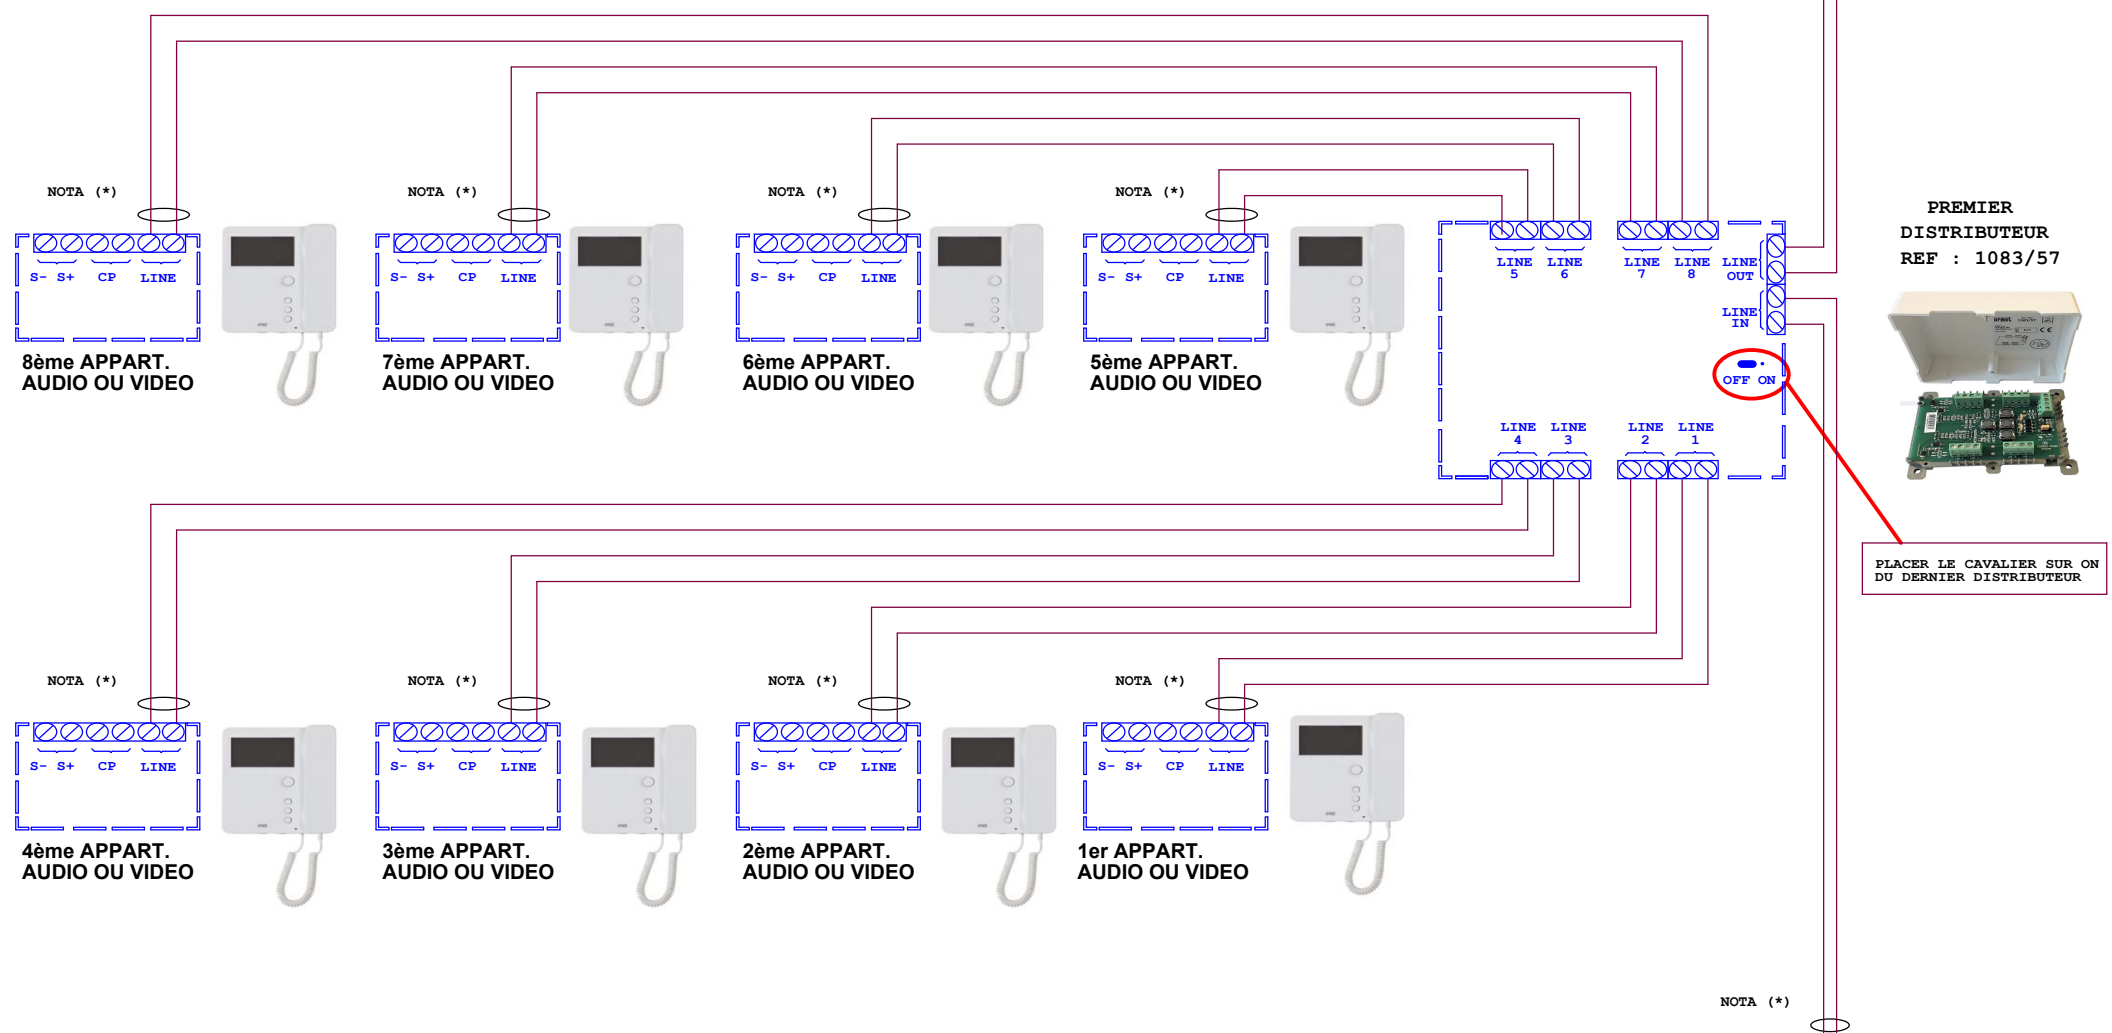 NOTA (*)
NOTA (*)
NOTA (*)
NOTA (*)
S- S+ CP LINE
8ème APPART.
AUDIO OU VIDEO
S- S+ CP LINE
7ème APPART.
AUDIO OU VIDEO
S- S+ CP LINE
6ème APPART.
AUDIO OU VIDEO
S- S+ CP LINE
5ème APPART.
AUDIO OU VIDEO
LINE 5
LINE 6
LINE 7
LINE 8
LINE OUT
LINE IN
OFF ON
LINE 4
LINE 3
LINE 2
LINE 1
PREMIER
DISTRIBUTEUR
REF : 1083/57
PLACER LE CAVALIER SUR ON
DU DERNIER DISTRIBUTEUR
NOTA (*)
NOTA (*)
NOTA (*)
NOTA (*)
S- S+ CP LINE
4ème APPART.
AUDIO OU VIDEO
S- S+ CP LINE
3ème APPART.
AUDIO OU VIDEO
S- S+ CP LINE
2ème APPART.
AUDIO OU VIDEO
S- S+ CP LINE
1er APPART.
AUDIO OU VIDEO
NOTA (*)